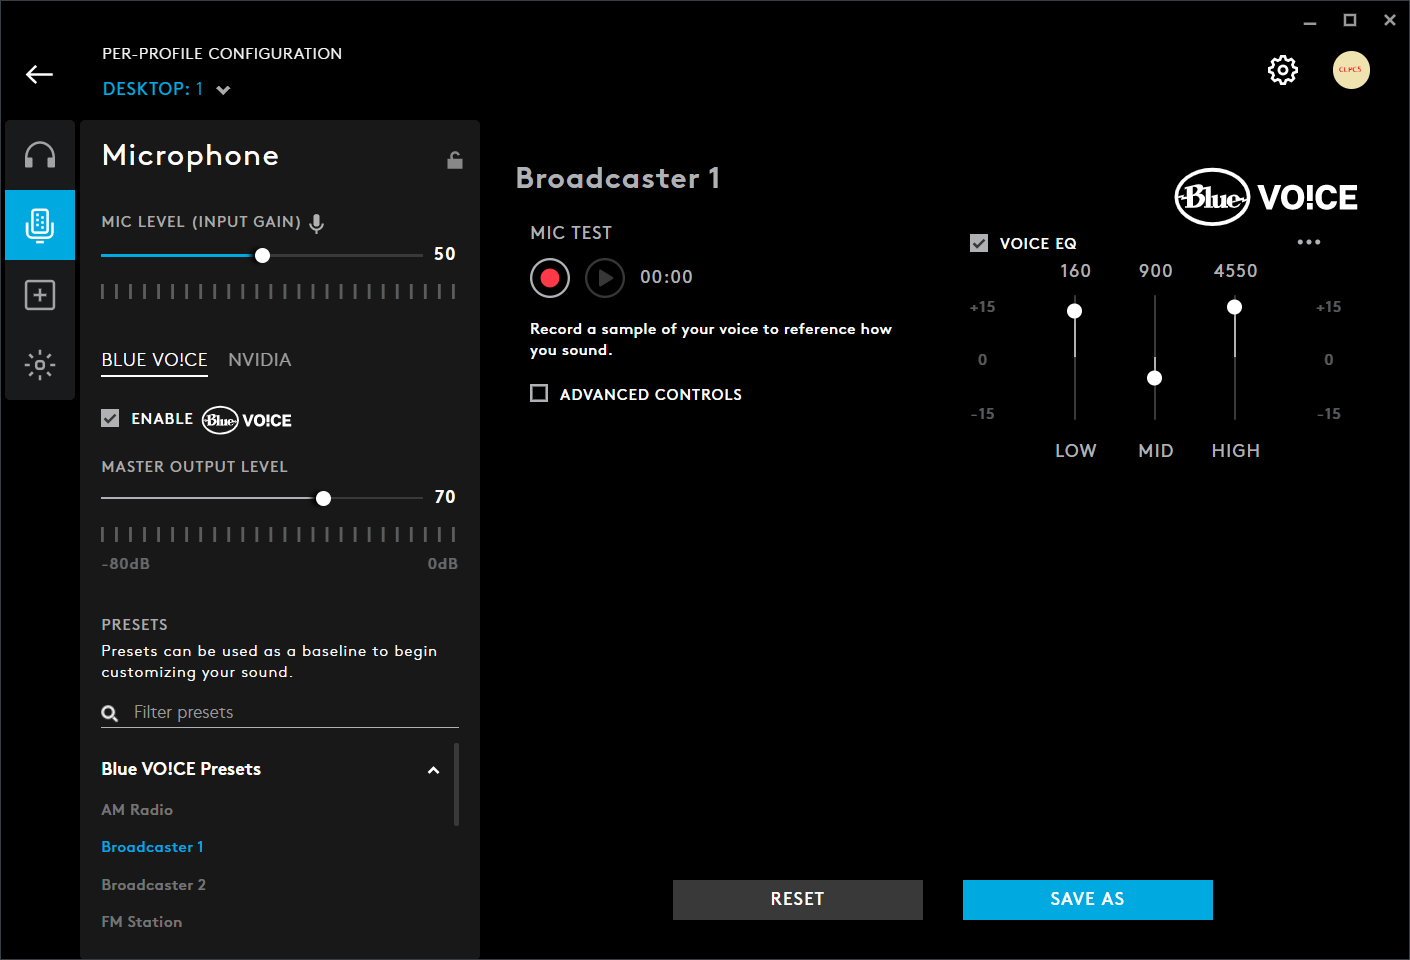 PER-PROFILE CONFIGURATION
DESKTOP: 1
CLPCS
Microphone
MIC LEVEL (INPUT GAIN)
50
BLUE VO!CE NVIDIA
ENABLE Blue VO!CE
MASTER OUTPUT LEVEL
70
-80dB 0dB
PRESETS
Presets can be used as a baseline to begin
customizing your sound.
Filter presets
Blue VO!CE Presets
AM Radio
Broadcaster 1
Broadcaster 2
FM Station
Broadcaster 1
Blue VO!CE
MIC TEST
00:00
Record a sample of your voice to reference how
you sound.
ADVANCED CONTROLS
VOICE EQ
160 900 4550
+15 +15
0 0
-15 -15
LOW MID HIGH
RESET SAVE AS